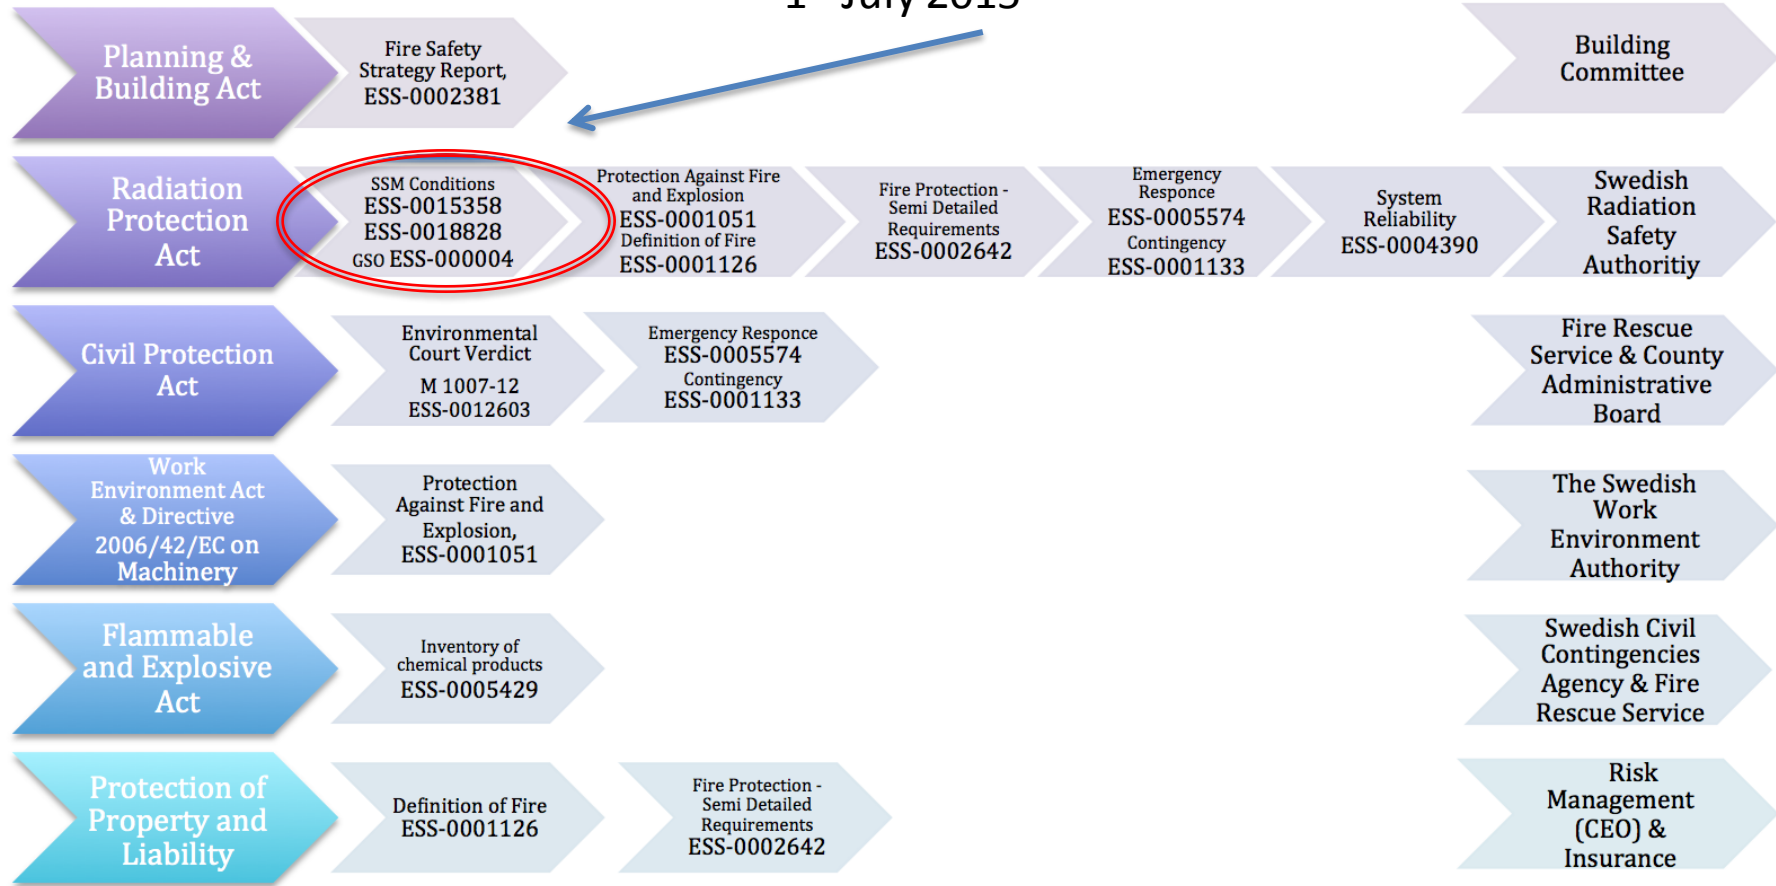 1 July
Planning &
Building Act
Fire Safety
Strategy Report,
ESS-0002381
Building
Committee
Radiation
Protection
Act
SSM Conditions
ESS-0015358
ESS-0018828
GSO ESS-000004
Protection Against Fire
and Explosion
ESS-0001051
Definition of Fire
ESS-0001126
Fire Protection -
Semi Detailed
Requirements
ESS-0002642
Emergency
Responce
ESS-0005574
Contingency
ESS-0001133
System
Reliability
ESS-0004390
Swedish
Radiation
Safety
Authoritiy
Civil Protection
Act
Environmental
Court Verdict
M 1007-12
ESS-0012603
Emergency Responce
ESS-0005574
Contingency
ESS-0001133
Fire Rescue
Service & County
Administrative
Board
Work
Environment Act
& Directive
2006/42/EC on
Machinery
Protection
Against Fire and
Explosion,
ESS-0001051
The Swedish
Work
Environment
Authority
Flammable
and Explosive
Act
Inventory of
chemical products
ESS-0005429
Swedish Civil
Contingencies
Agency & Fire
Rescue Service
Protection of
Property and
Liability
Definition of Fire
ESS-0001126
Fire Protection -
Semi Detailed
Requirements
ESS-0002642
Risk
Management
(CEO) &
Insurance